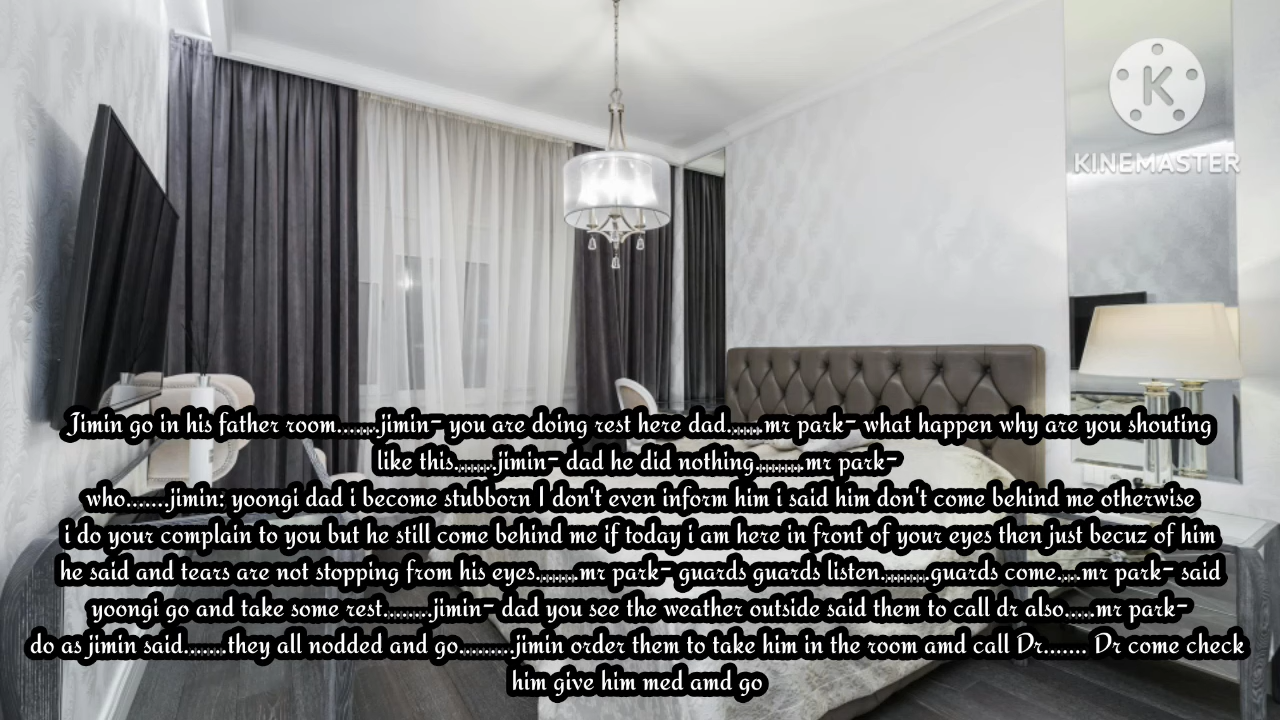 KINEMASTER
Jimin go in his father room........jimin- you are doing rest here dad.......mr park- what happen why are you shouting
like this........jimin- dad he did nothing.........mr park-
who.......jimin: yoongi dad i become stubborn I don't even inform him i said him don't come behind me otherwise
i do your complain to you but he still come behind me if today i am here in front of your eyes then just becuz of him
he said and tears are not stopping from his eyes........mr park- guards guards listen.........guards come....mr park- said
yoongi go and take some rest........jimin- dad you see the weather outside said them to call dr also.....mr park-
do as jimin said.......they all nodded and go..........jimin order them to take him in the room amd call Dr....... Dr come check
him give him med amd go